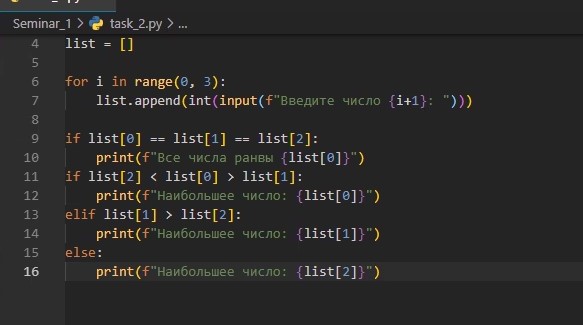 Seminar_1 > task_2.py > ...
4 list = []
5
6 for i in range(0, 3):
7     list.append(int(input(f"Введите число {i+1}: ")))
8
9 if list[0] == list[1] == list[2]:
10     print(f"Все числа ранвы {list[0]}")
11 if list[2] < list[0] > list[1]:
12     print(f"Наибольшее число: {list[0]}")
13 elif list[1] > list[2]:
14     print(f"Наибольшее число: {list[1]}")
15 else:
16     print(f"Наибольшее число: {list[2]}")